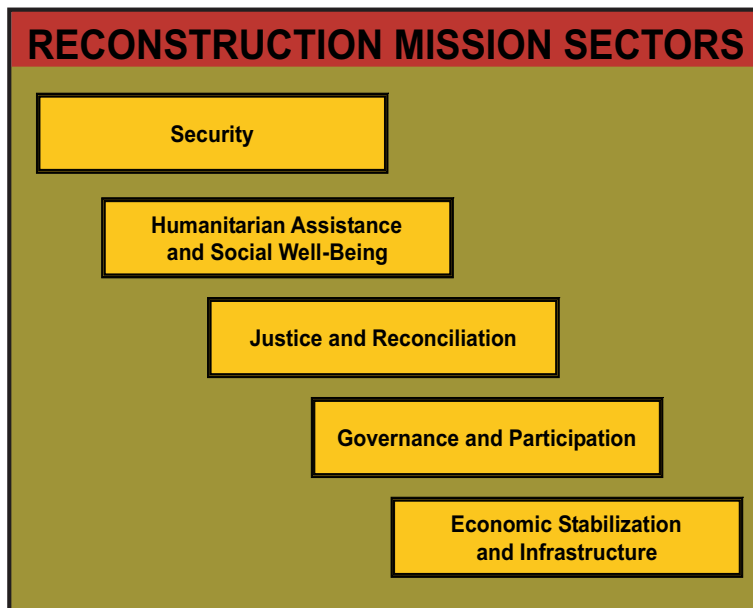 RECONSTRUCTION MISSION SECTORS
Security
Humanitarian Assistance
and Social Well-Being
Justice and Reconciliation
Governance and Participation
Economic Stabilization
and Infrastructure